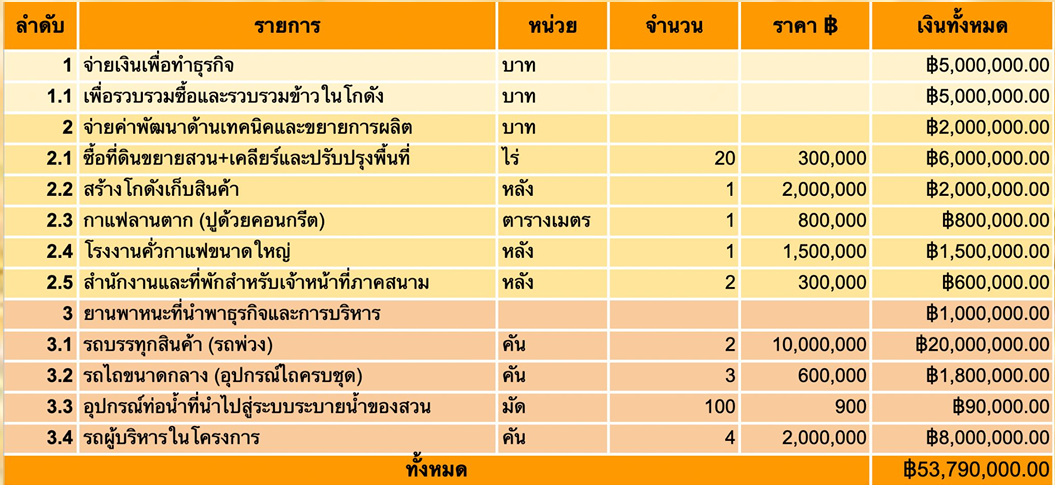 ลำดับ รายการ หน่วย จำนวน ราคา ฿ เงินทั้งหมด
1 จ่ายเงินเพื่อทำธุรกิจ บาท ฿5,000,000.00
1.1 เพื่อรวบรวมซื้อและรวบรวมข้าวในโกดัง บาท ฿5,000,000.00
2 จ่ายค่าพัฒนาด้านเทคนิคและขยายการผลิต บาท ฿2,000,000.00
2.1 ซื้อที่ดินขยายสวน+เคลียร์และปรับปรุงพื้นที่ ไร่ 20 300,000 ฿6,000,000.00
2.2 สร้างโกดังเก็บสินค้า หลัง 1 2,000,000 ฿2,000,000.00
2.3 กาแฟลานตาก (ปูด้วยคอนกรีต) ตารางเมตร 1 800,000 ฿800,000.00
2.4 โรงงานคั่วกาแฟขนาดใหญ่ หลัง 1 1,500,000 ฿1,500,000.00
2.5 สำนักงานและที่พักสำหรับเจ้าหน้าที่ภาคสนาม หลัง 2 300,000 ฿600,000.00
3 ยานพาหนะที่นำพาธุรกิจและการบริหาร ฿1,000,000.00
3.1 รถบรรทุกสินค้า (รถพ่วง) คัน 2 10,000,000 ฿20,000,000.00
3.2 รถไถขนาดกลาง (อุปกรณ์ไถครบชุด) คัน 3 600,000 ฿1,800,000.00
3.3 อุปกรณ์ท่อน้ำที่นำไปสู่ระบบระบายน้ำของสวน มัด 100 900 ฿90,000.00
3.4 รถผู้บริหารในโครงการ คัน 4 2,000,000 ฿8,000,000.00
ทั้งหมด ฿53,790,000.00